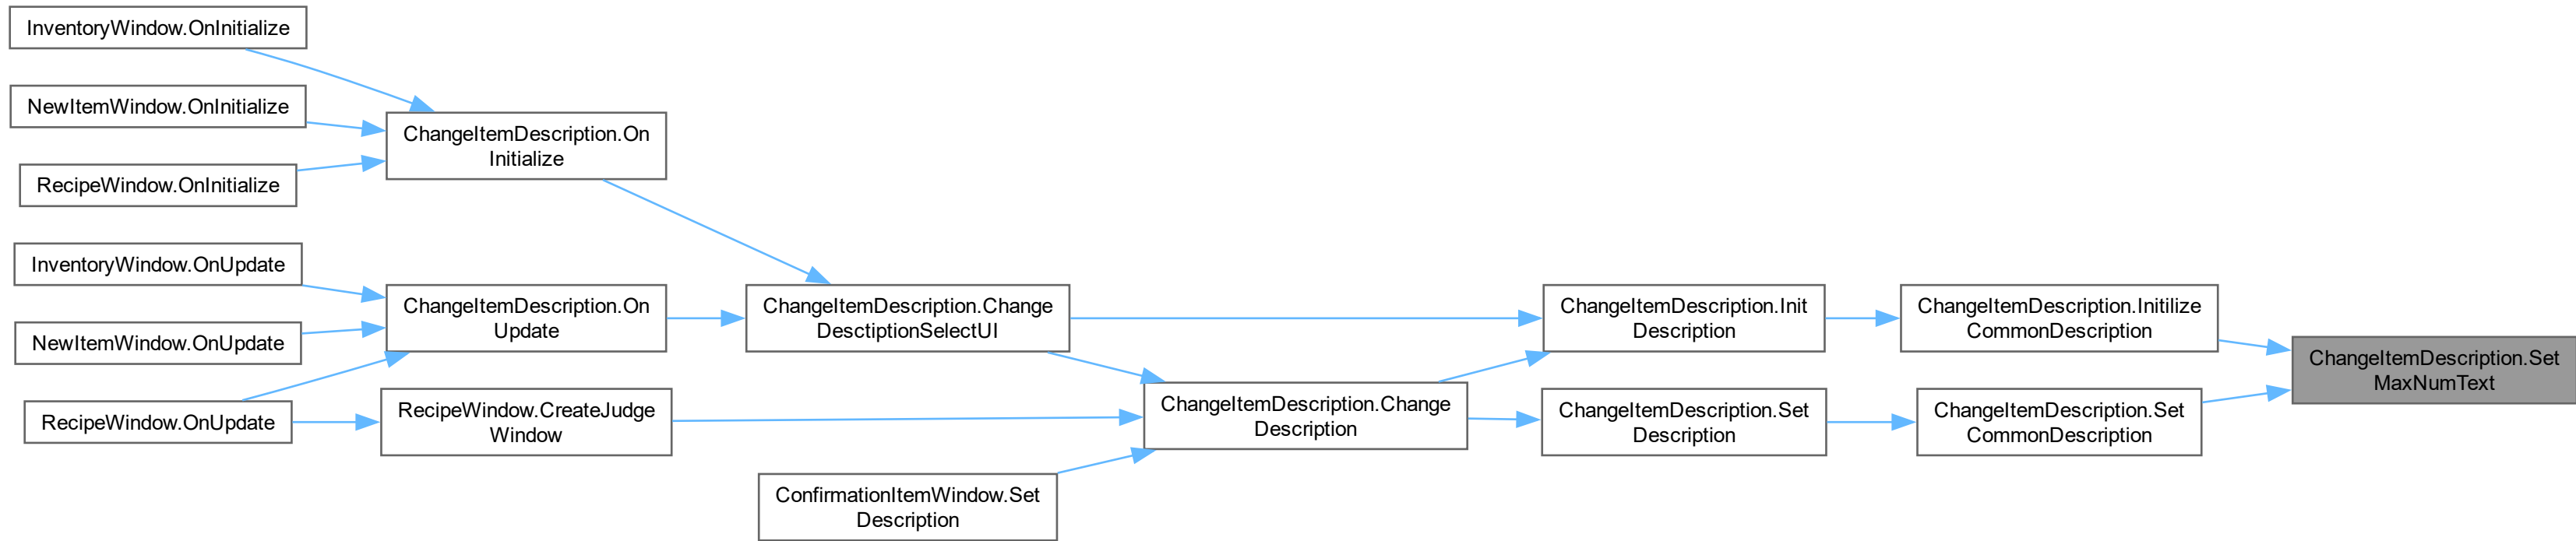 InventoryWindow.OnInitialize
NewItemWindow.OnInitialize
RecipeWindow.OnInitialize
ChangeItemDescription.On
Initialize
InventoryWindow.OnUpdate
NewItemWindow.OnUpdate
RecipeWindow.OnUpdate
ChangeItemDescription.On
Update
RecipeWindow.CreateJudge
Window
ChangeItemDescription.Change
DesctiptionSelectUI
ConfirmationItemWindow.Set
Description
ChangeItemDescription.Change
Description
ChangeItemDescription.Init
Description
ChangeItemDescription.Set
Description
ChangeItemDescription.Initilize
CommonDescription
ChangeItemDescription.Set
CommonDescription
ChangeItemDescription.Set
MaxNumText